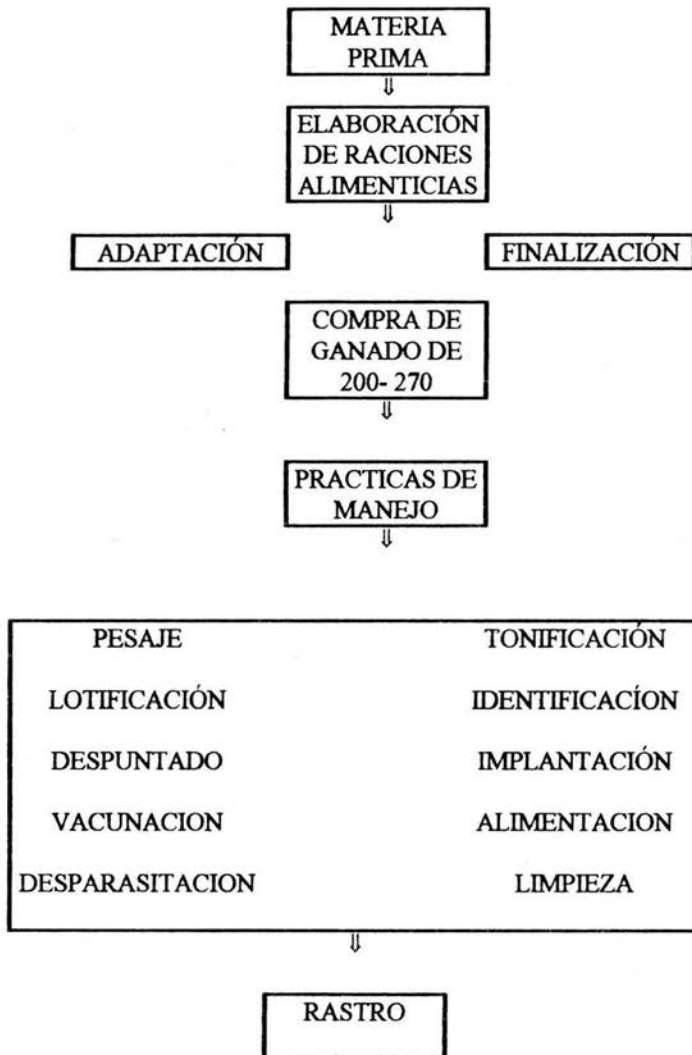 MATERIA
PRIMA
⇓
ELABORACIÓN
DE RACIONES
ALIMENTICIAS
⇓
ADAPTACIÓN FINALIZACIÓN
COMPRA DE
GANADO DE
200- 270
⇓
PRACTICAS DE
MANEJO
⇓
PESAJE TONIFICACIÓN
LOTIFICACIÓN IDENTIFICACÍON
DESPUNTADO IMPLANTACIÓN
VACUNACION ALIMENTACION
DESPARASITACION LIMPIEZA
⇓
RASTRO